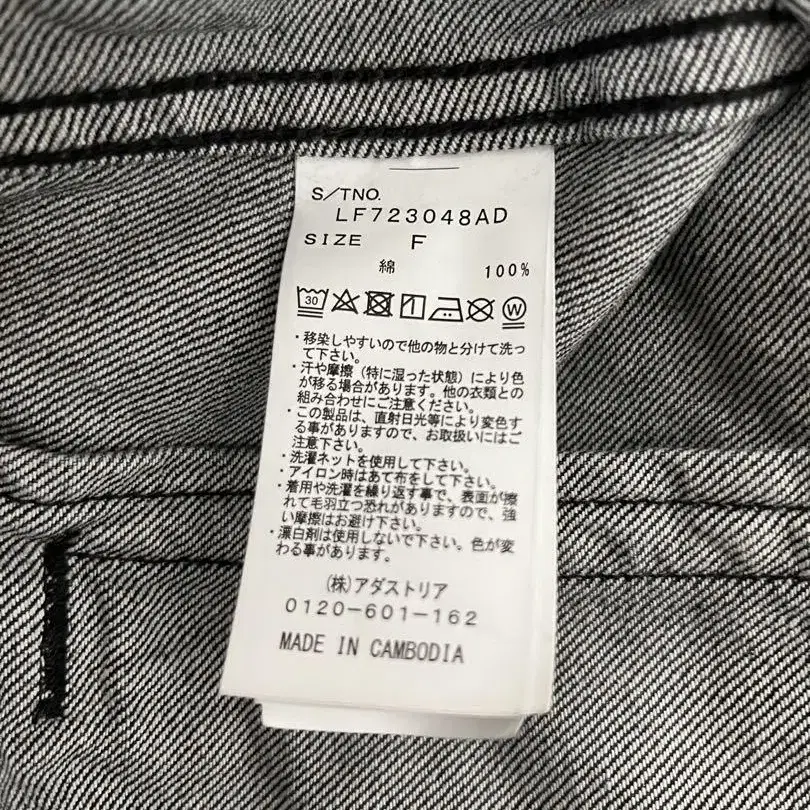 S/TNO.
LF723048AD
SIZE F
綿 100%
30 W
・移染しやすいので他の物と分けて洗っ
て下さい。
・汗や摩擦（特に湿った状態）により色
が移る場合があります。他の衣類との
組み合わせにご注意ください。
・この製品は、直射日光等により変色す
る事がありますので、お取扱いにはご
注意下さい。
・洗濯ネットを使用して下さい。
・アイロン時はあて布をして下さい。
・着用や洗濯を繰り返す事で、表面が擦
れて毛羽立つ恐れがありますので、強
い摩擦はお避け下さい。
・漂白剤は使用しないで下さい。色が変
わる事があります。
(株)アダストリア
0120-601-162
MADE IN CAMBODIA